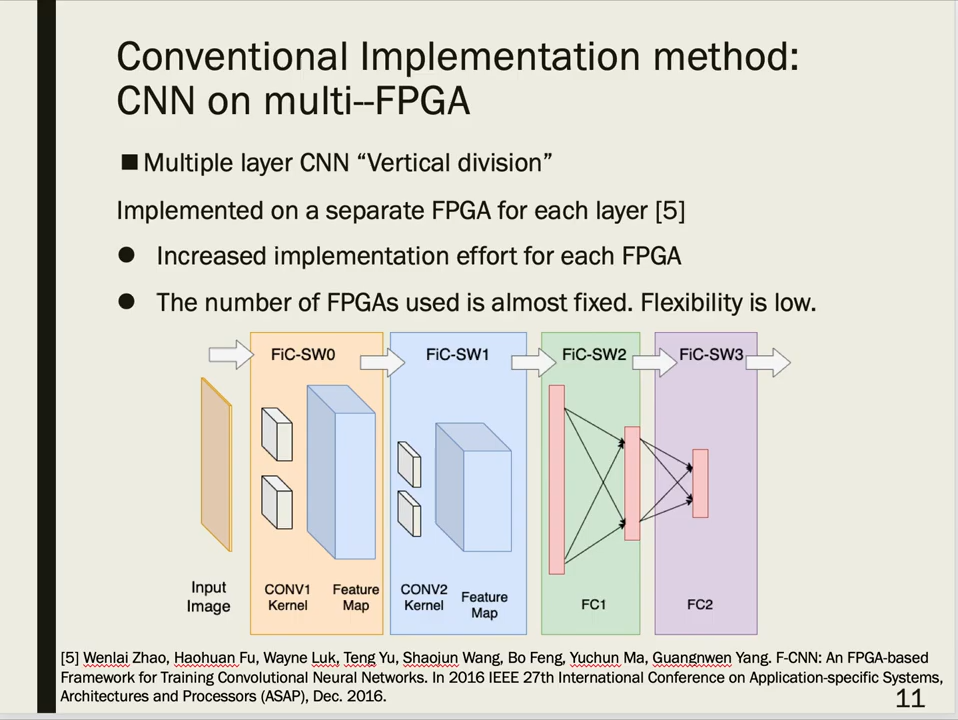 Conventional Implementation method:
CNN on multi--FPGA
■ Multiple layer CNN “Vertical division”
Implemented on a separate FPGA for each layer [5]
● Increased implementation effort for each FPGA
● The number of FPGAs used is almost fixed. Flexibility is low.
FiC-SW0
FiC-SW1
FiC-SW2
FiC-SW3
Input
Image
CONV1
Kernel
Feature
Map
CONV2
Kernel
Feature
Map
FC1
FC2
[5] Wenlai Zhao, Haohuan Fu, Wayne Luk, Teng Yu, Shaojun Wang, Bo Feng, Yuchun Ma, Guangnwen Yang. F-CNN: An FPGA-based
Framework for Training Convolutional Neural Networks. In 2016 IEEE 27th International Conference on Application-specific Systems,
Architectures and Processors (ASAP), Dec. 2016.
11